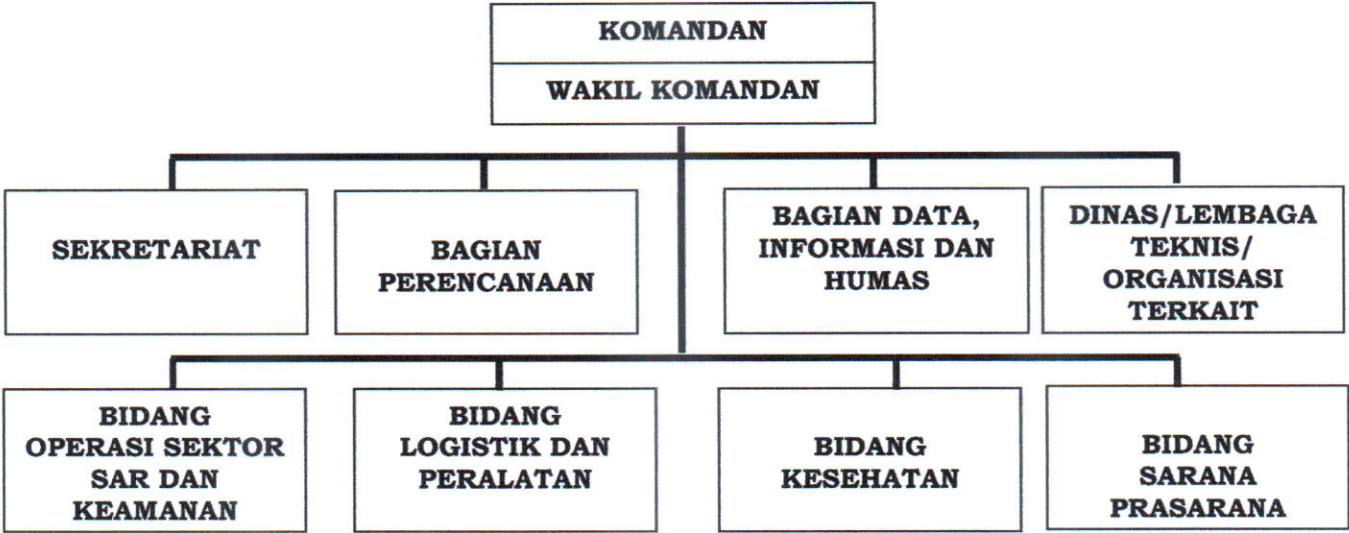 KOMANDAN
WAKIL KOMANDAN
SEKRETARIAT
BAGIAN
PERENCANAAN
BAGIAN DATA,
INFORMASI DAN
HUMAS
DINAS/LEMBAGA
TEKNIS/
ORGANISASI
TERKAIT
BIDANG
OPERASI SEKTOR
SAR DAN
KEAMANAN
BIDANG
LOGISTIK DAN
PERALATAN
BIDANG
KESEHATAN
BIDANG
SARANA
PRASARANA